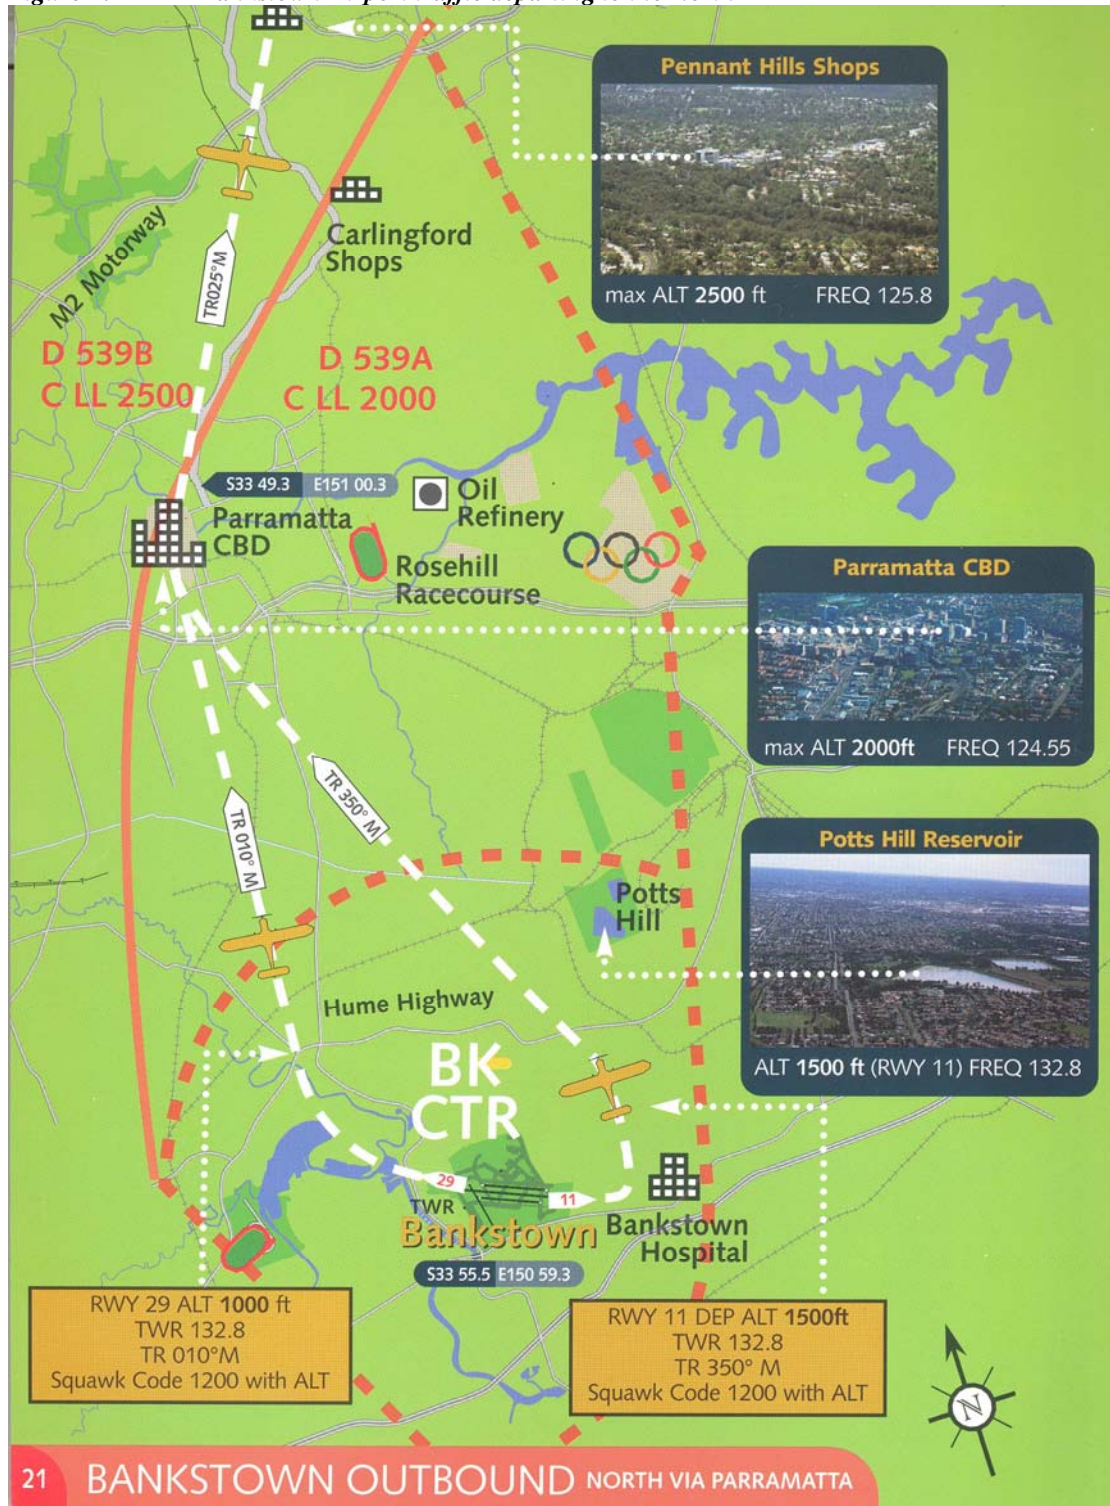 Pennant Hills Shops
max ALT 2500 ft FREQ 125.8
Carlingford
Shops
M2 Motorway
TR025°M
D 539B
C LL 2500
D 539A
C LL 2000
S33 49.3 E151 00.3
Parramatta
CBD
Oil
Refinery
Rosehill
Racecourse
Parramatta CBD
max ALT 2000ft FREQ 124.55
TR 350° M
TR 010° M
Potts Hill Reservoir
ALT 1500 ft (RWY 11) FREQ 132.8
Potts
Hill
Hume Highway
BK
CTR
29
11
TWR
Bankstown
S33 55.5 E150 59.3
Bankstown
Hospital
RWY 29 ALT 1000 ft
TWR 132.8
TR 010°M
Squawk Code 1200 with ALT
RWY 11 DEP ALT 1500ft
TWR 132.8
TR 350° M
Squawk Code 1200 with ALT
N
21 BANKSTOWN OUTBOUND NORTH VIA PARRAMATTA